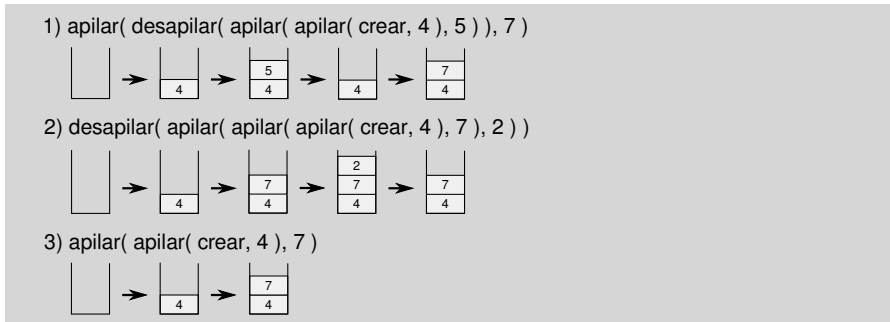 1) apilar( desapilar( apilar( apilar( crear, 4 ), 5 ) ), 7 )
5 7
4 4 4 4
2) desapilar( apilar( apilar( apilar( crear, 4 ), 7 ), 2 ) )
2
7 7 7
4 4 4 4
3) apilar( apilar( crear, 4 ), 7 )
7
4 4